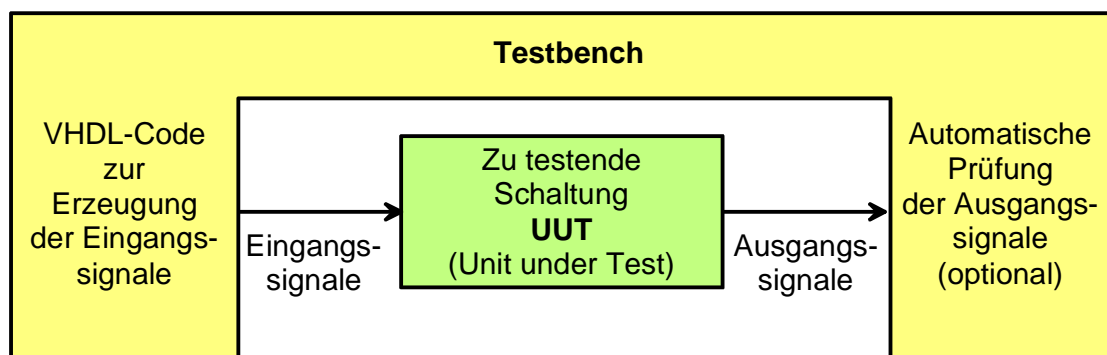 Testbench
VHDL-Code
zur
Erzeugung
der Eingangs-
signale
Eingangs-
signale
Zu testende
Schaltung
UUT
(Unit under Test)
Ausgangs-
signale
Automatische
Prüfung
der Ausgangs-
signale
(optional)